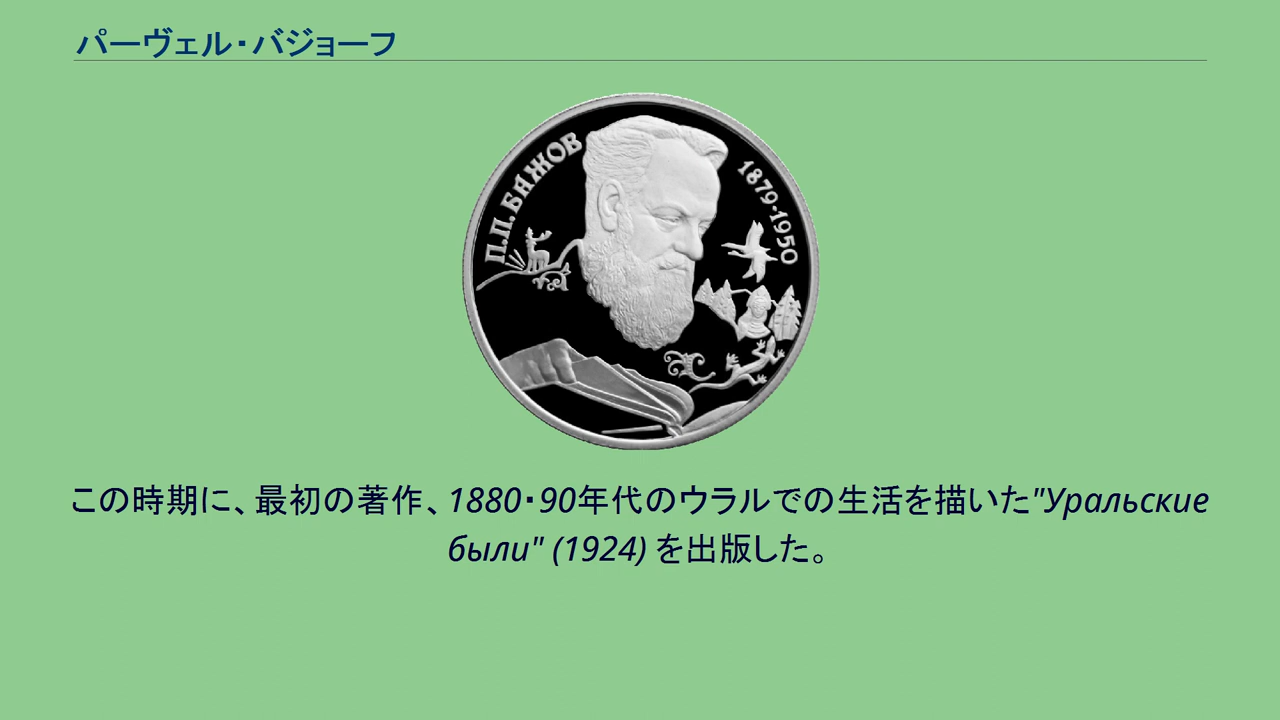 パーヴェル・バジョーフ
П.П.БАЖОВ
1879·1950
この時期に、最初の著作、1880・90年代のウラルでの生活を描いた"Уральские
были" (1924) を出版した。